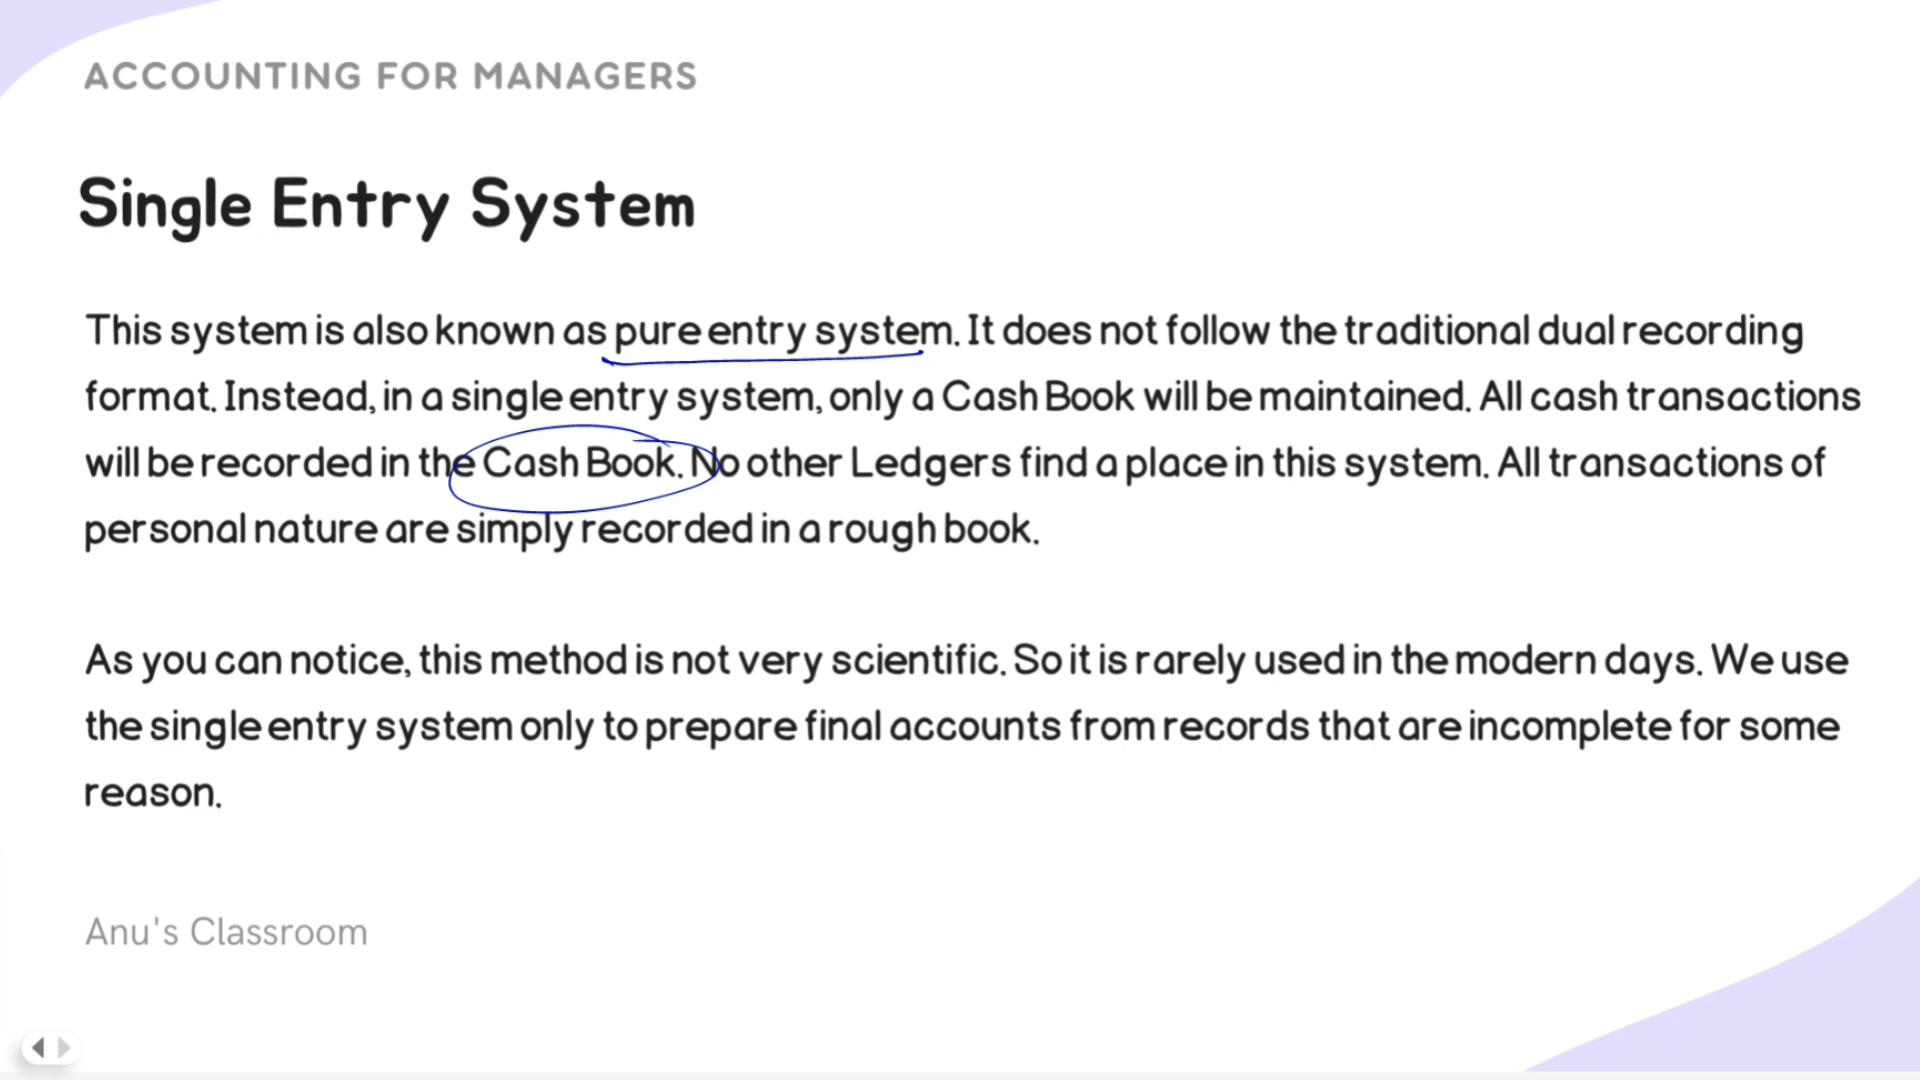 ACCOUNTING FOR MANAGERS
Single Entry System
This system is also known as pure entry system. It does not follow the traditional dual recording
format. Instead, in a single entry system, only a Cash Book will be maintained. All cash transactions
will be recorded in the Cash Book. No other Ledgers find a place in this system. All transactions of
personal nature are simply recorded in a rough book.
As you can notice, this method is not very scientific. So it is rarely used in the modern days. We use
the single entry system only to prepare final accounts from records that are incomplete for some
reason.
Anu's Classroom